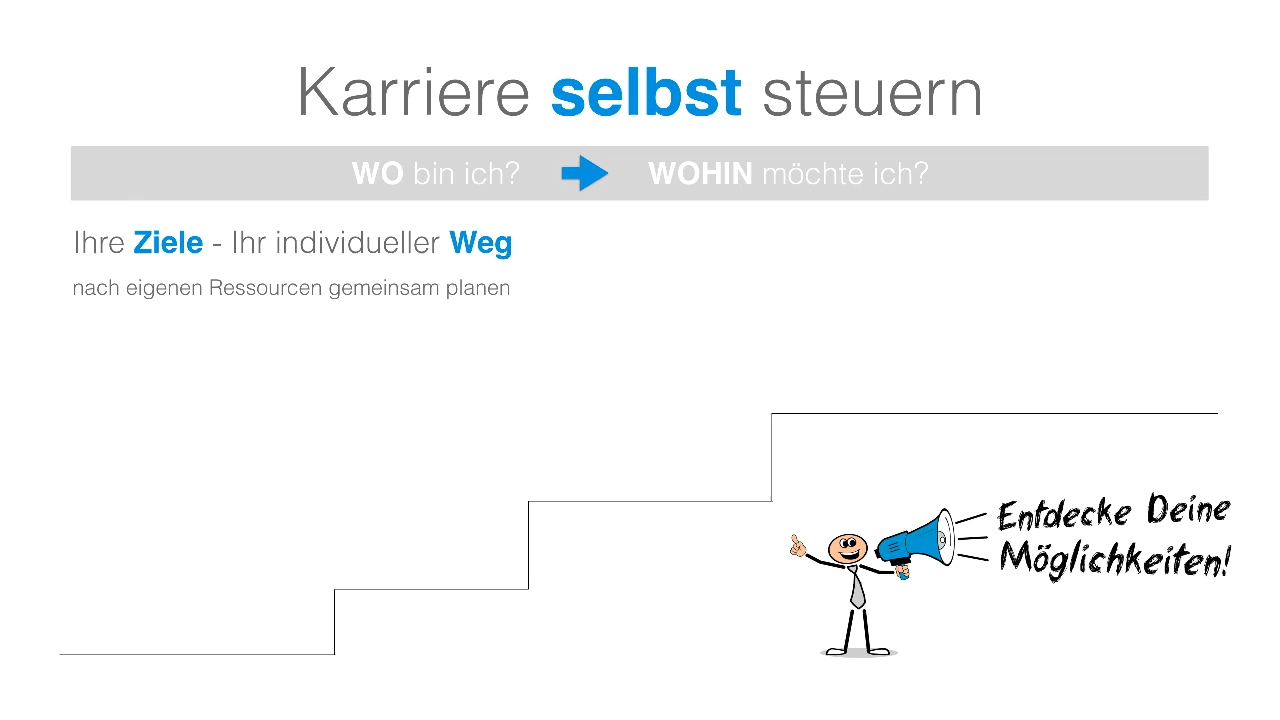 Karriere selbst steuern
WO bin ich? WOHIN möchte ich?
Ihre Ziele - Ihr individueller Weg
nach eigenen Ressourcen gemeinsam planen
Entdecke Deine
Möglichkeiten!